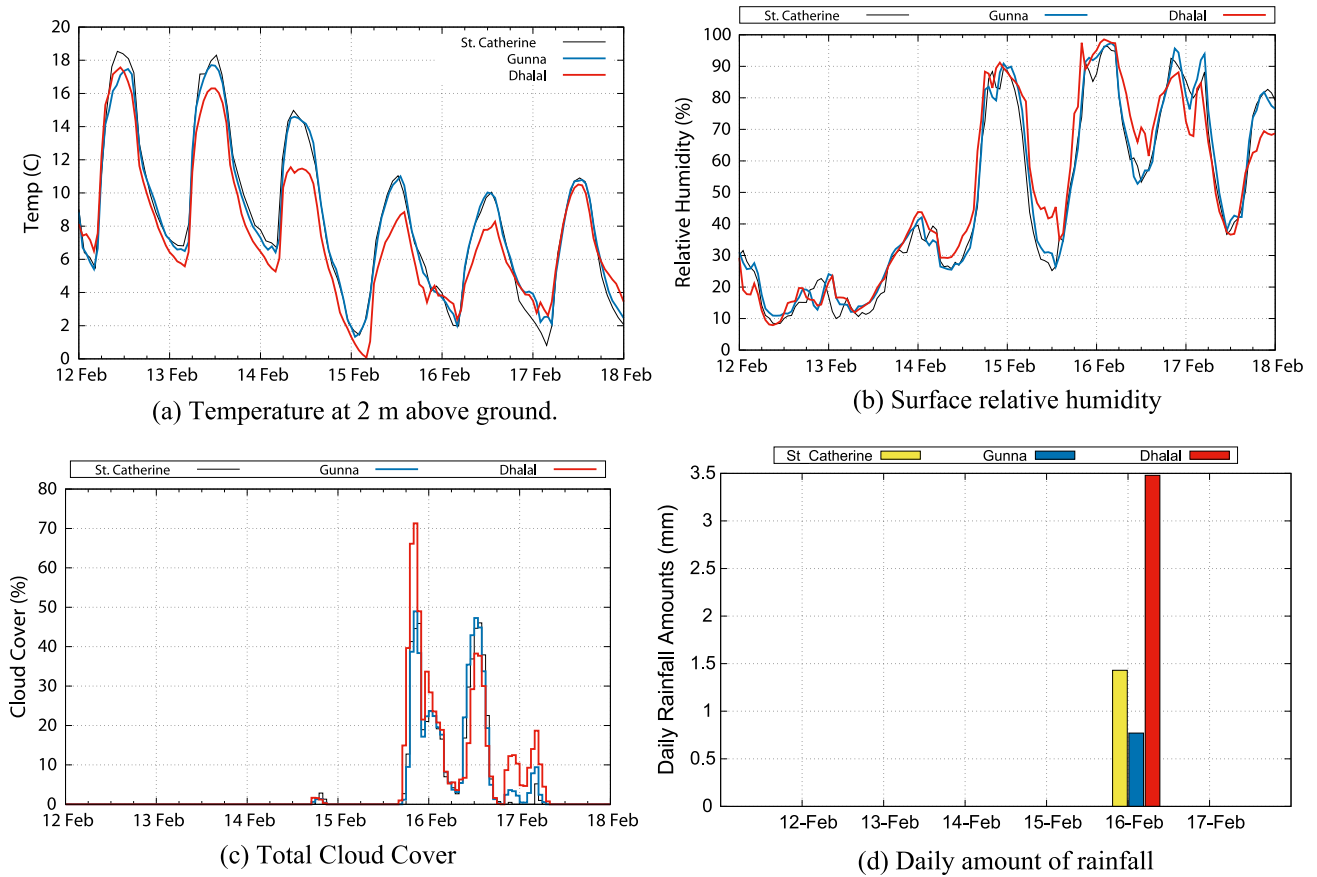 St. Catherine Gunna Dhalal
20
18
16
14
12
10
8
6
4
2
0
Temp (C)
St. Catherine
Gunna
Dhalal
12 Feb 13 Feb 14 Feb 15 Feb 16 Feb 17 Feb 18 Feb
(a) Temperature at 2 m above ground.
100
90
80
70
60
50
40
30
20
10
0
Relative Humidity (%)
12 Feb 13 Feb 14 Feb 15 Feb 16 Feb 17 Feb 18 Feb
(b) Surface relative humidity
St. Catherine Gunna Dhalal
80
70
60
50
40
30
20
10
0
Cloud Cover (%)
12 Feb 13 Feb 14 Feb 15 Feb 16 Feb 17 Feb 18 Feb
(c) Total Cloud Cover
St Catherine Gunna Dhalal
3.5
3
2.5
2
1.5
1
0.5
0
Daily Rainfall Amounts (mm)
12-Feb 13-Feb 14-Feb 15-Feb 16-Feb 17-Feb
(d) Daily amount of rainfall